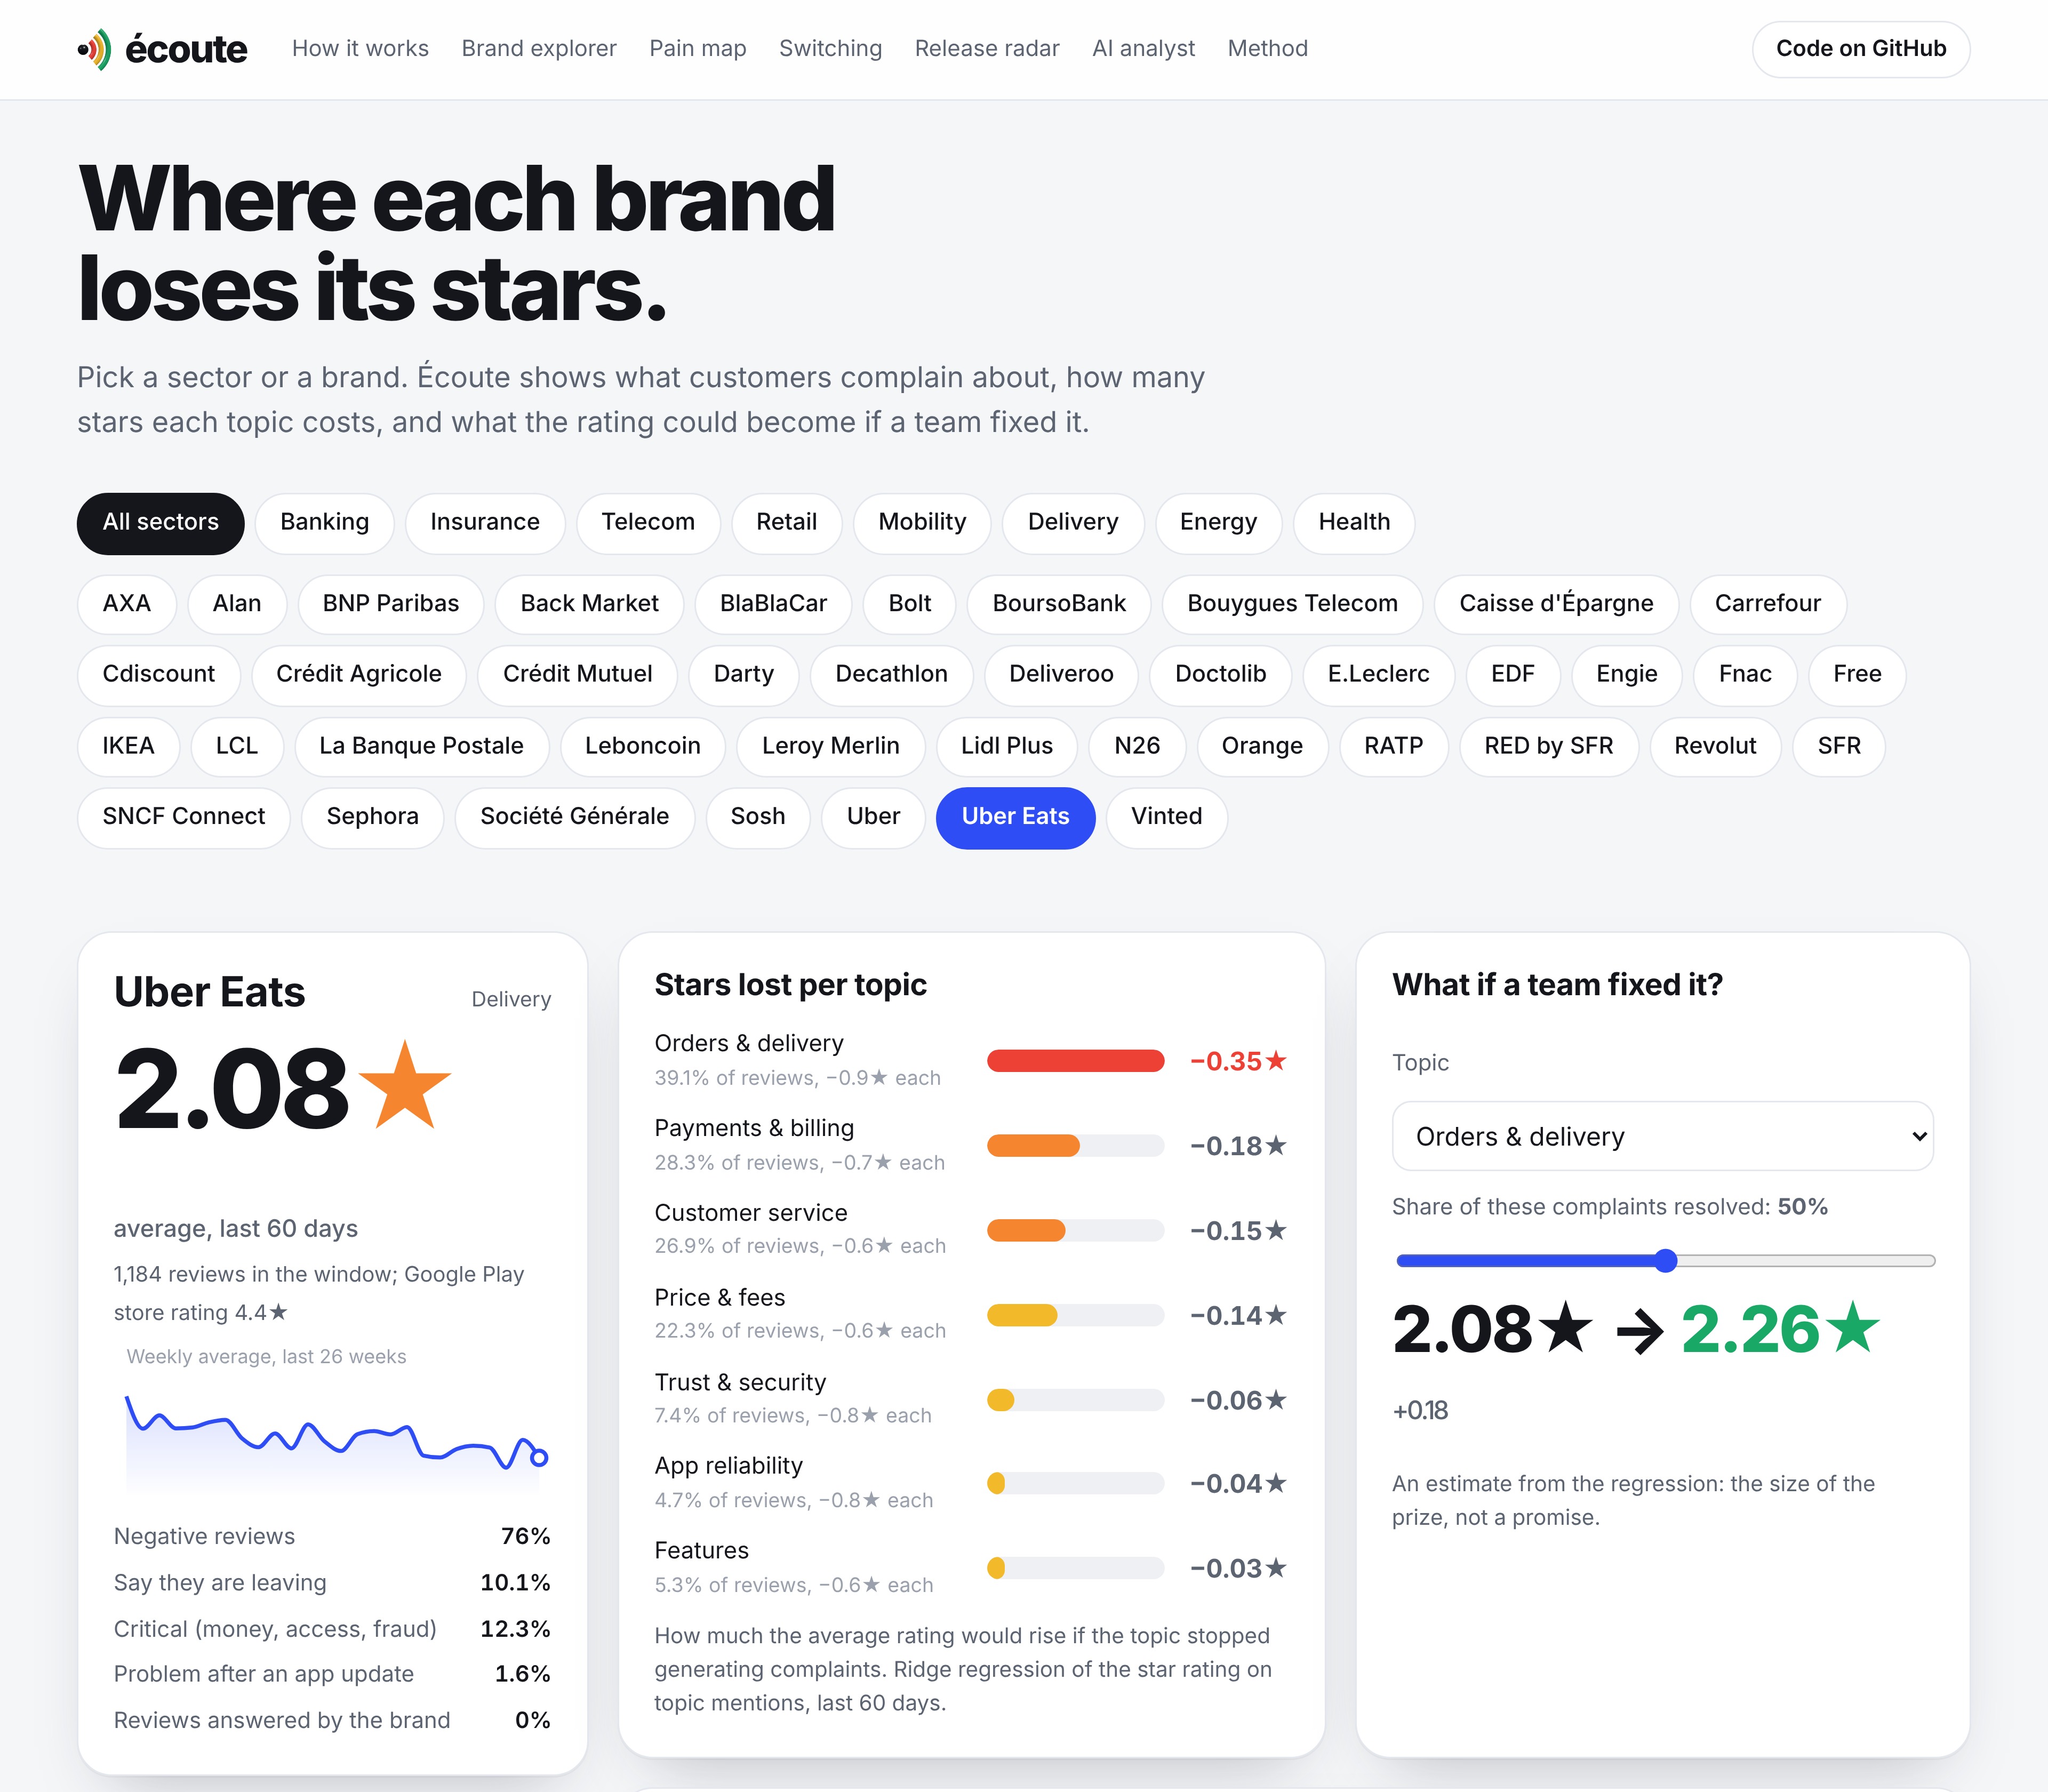 écoute How it works Brand explorer Pain map Switching Release radar AI analyst Method Code on GitHub
Where each brand
loses its stars.
Pick a sector or a brand. Écoute shows what customers complain about, how many
stars each topic costs, and what the rating could become if a team fixed it.
All sectors Banking Insurance Telecom Retail Mobility Delivery Energy Health
AXA Alan BNP Paribas Back Market BlaBlaCar Bolt BoursoBank Bouygues Telecom Caisse d'Épargne Carrefour
Cdiscount Crédit Agricole Crédit Mutuel Darty Decathlon Deliveroo Doctolib E.Leclerc EDF Engie Fnac Free
IKEA LCL La Banque Postale Leboncoin Leroy Merlin Lidl Plus N26 Orange RATP RED by SFR Revolut SFR
SNCF Connect Sephora Société Générale Sosh Uber Uber Eats Vinted
Uber Eats Delivery
2.08★
average, last 60 days
1,184 reviews in the window; Google Play
store rating 4.4★
Weekly average, last 26 weeks
Negative reviews 76%
Say they are leaving 10.1%
Critical (money, access, fraud) 12.3%
Problem after an app update 1.6%
Reviews answered by the brand 0%
Stars lost per topic
Orders & delivery
39.1% of reviews, −0.9★ each −0.35★
Payments & billing
28.3% of reviews, −0.7★ each −0.18★
Customer service
26.9% of reviews, −0.6★ each −0.15★
Price & fees
22.3% of reviews, −0.6★ each −0.14★
Trust & security
7.4% of reviews, −0.8★ each −0.06★
App reliability
4.7% of reviews, −0.8★ each −0.04★
Features
5.3% of reviews, −0.6★ each −0.03★
How much the average rating would rise if the topic stopped
generating complaints. Ridge regression of the star rating on
topic mentions, last 60 days.
What if a team fixed it?
Topic
Orders & delivery
Share of these complaints resolved: 50%
2.08★ → 2.26★
+0.18
An estimate from the regression: the size of the
prize, not a promise.